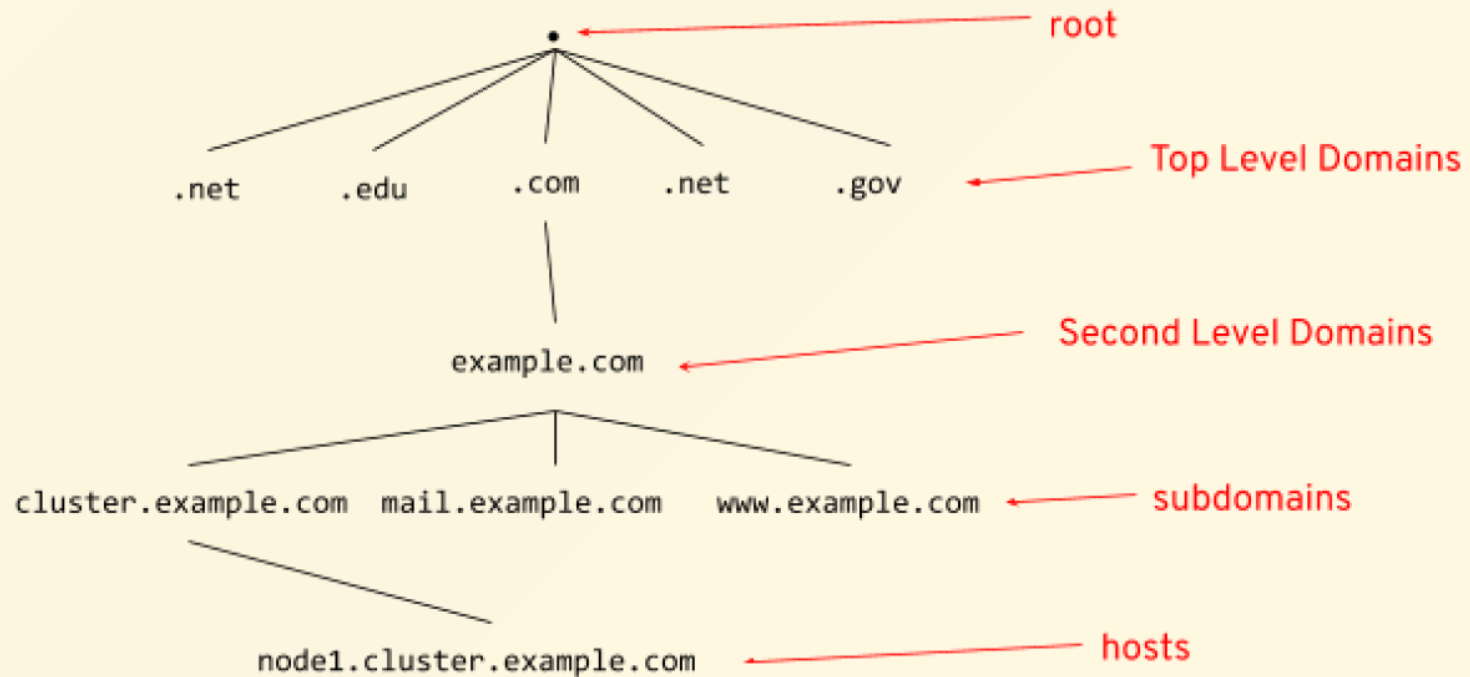 root
.net .edu .com .net .gov
Top Level Domains
example.com
Second Level Domains
cluster.example.com mail.example.com www.example.com
subdomains
node1.cluster.example.com
hosts